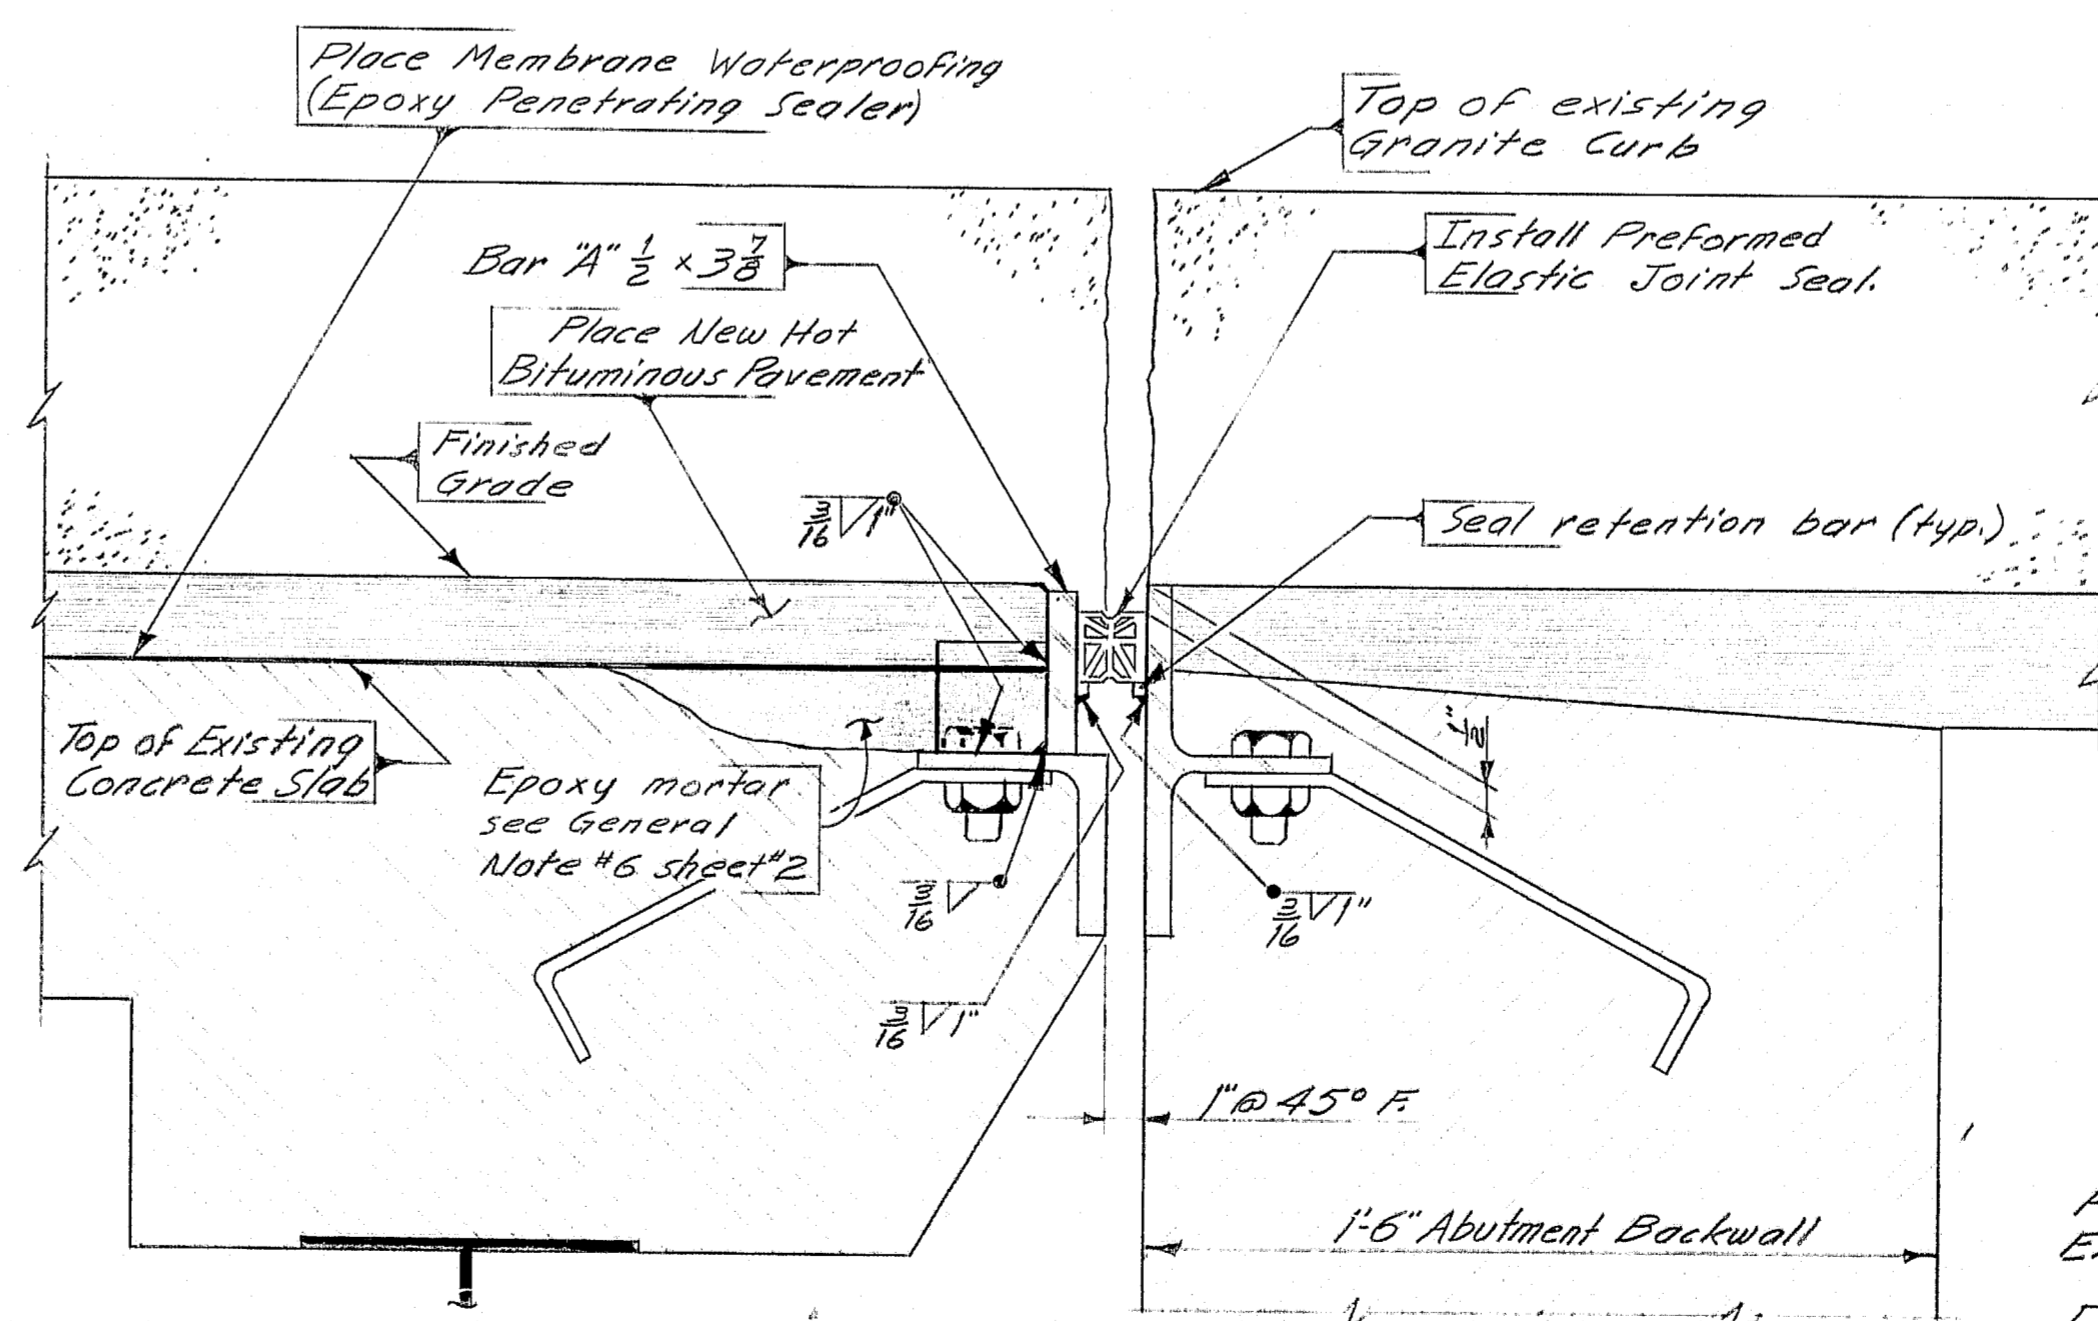 Place Membrane Waterproofing
(Epoxy Penetrating Sealer)
Top of existing
Granite Curb
Bar "A" 1/2 x 3 7/8
Install Preformed
Elastic Joint Seal.
Place New Hot
Bituminous Pavement
Finished
Grade
3/16 1"
Seal retention bar (typ.)
Top of Existing
Concrete Slab
Epoxy mortar
see General
Note #6 sheet #2
1/2"
3/16
3/16 1"
3/16 1"
1" @ 45° F.
1'-6" Abutment Backwall